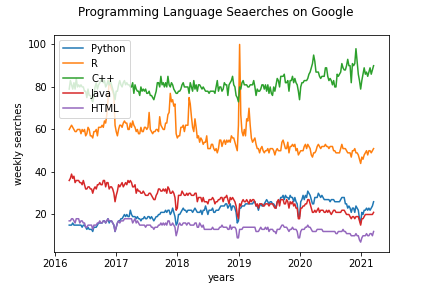 Programming Language Seaerches on Google
weekly searches
100
80
60
40
20
Python
R
C++
Java
HTML
2016
2017
2018
2019
2020
2021
years